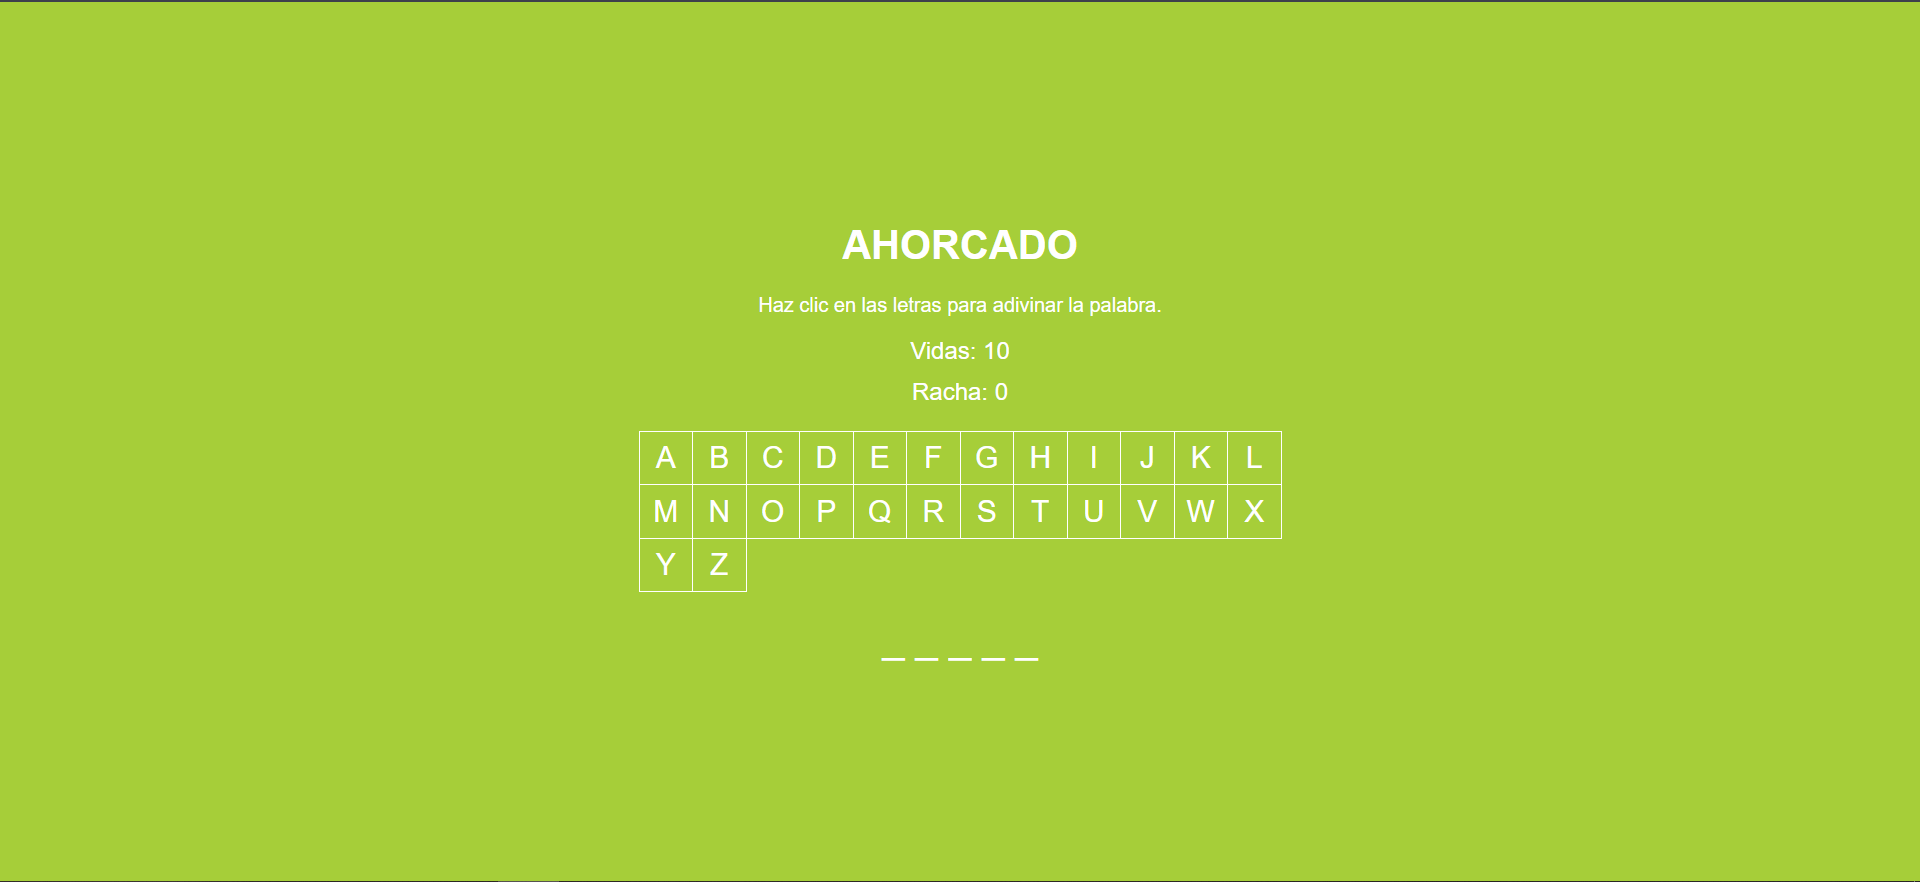 AHORCADO
Haz clic en las letras para adivinar la palabra.
Vidas: 10
Racha: 0
A B C D E F G H I J K L
M N O P Q R S T U V W X
Y Z
_ _ _ _ _